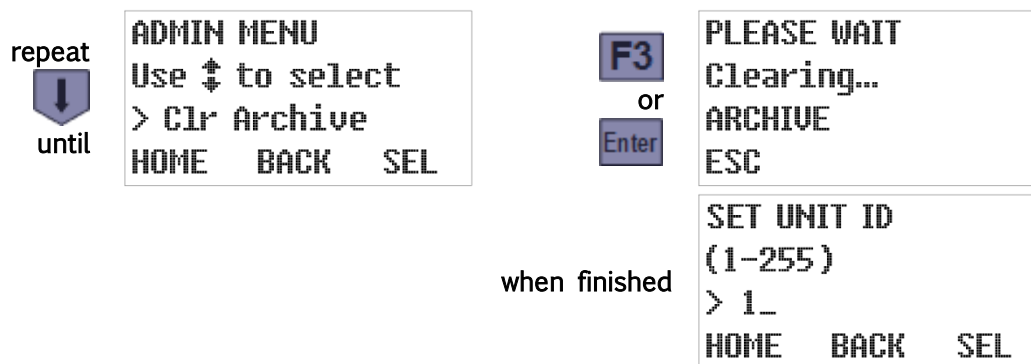 repeat
until
ADMIN MENU
Use ↕ to select
> Clr Archive
HOME BACK SEL
F3
or
Enter
PLEASE WAIT
Clearing…
ARCHIVE
ESC
when finished
SET UNIT ID
(1-255)
> 1_
HOME BACK SEL